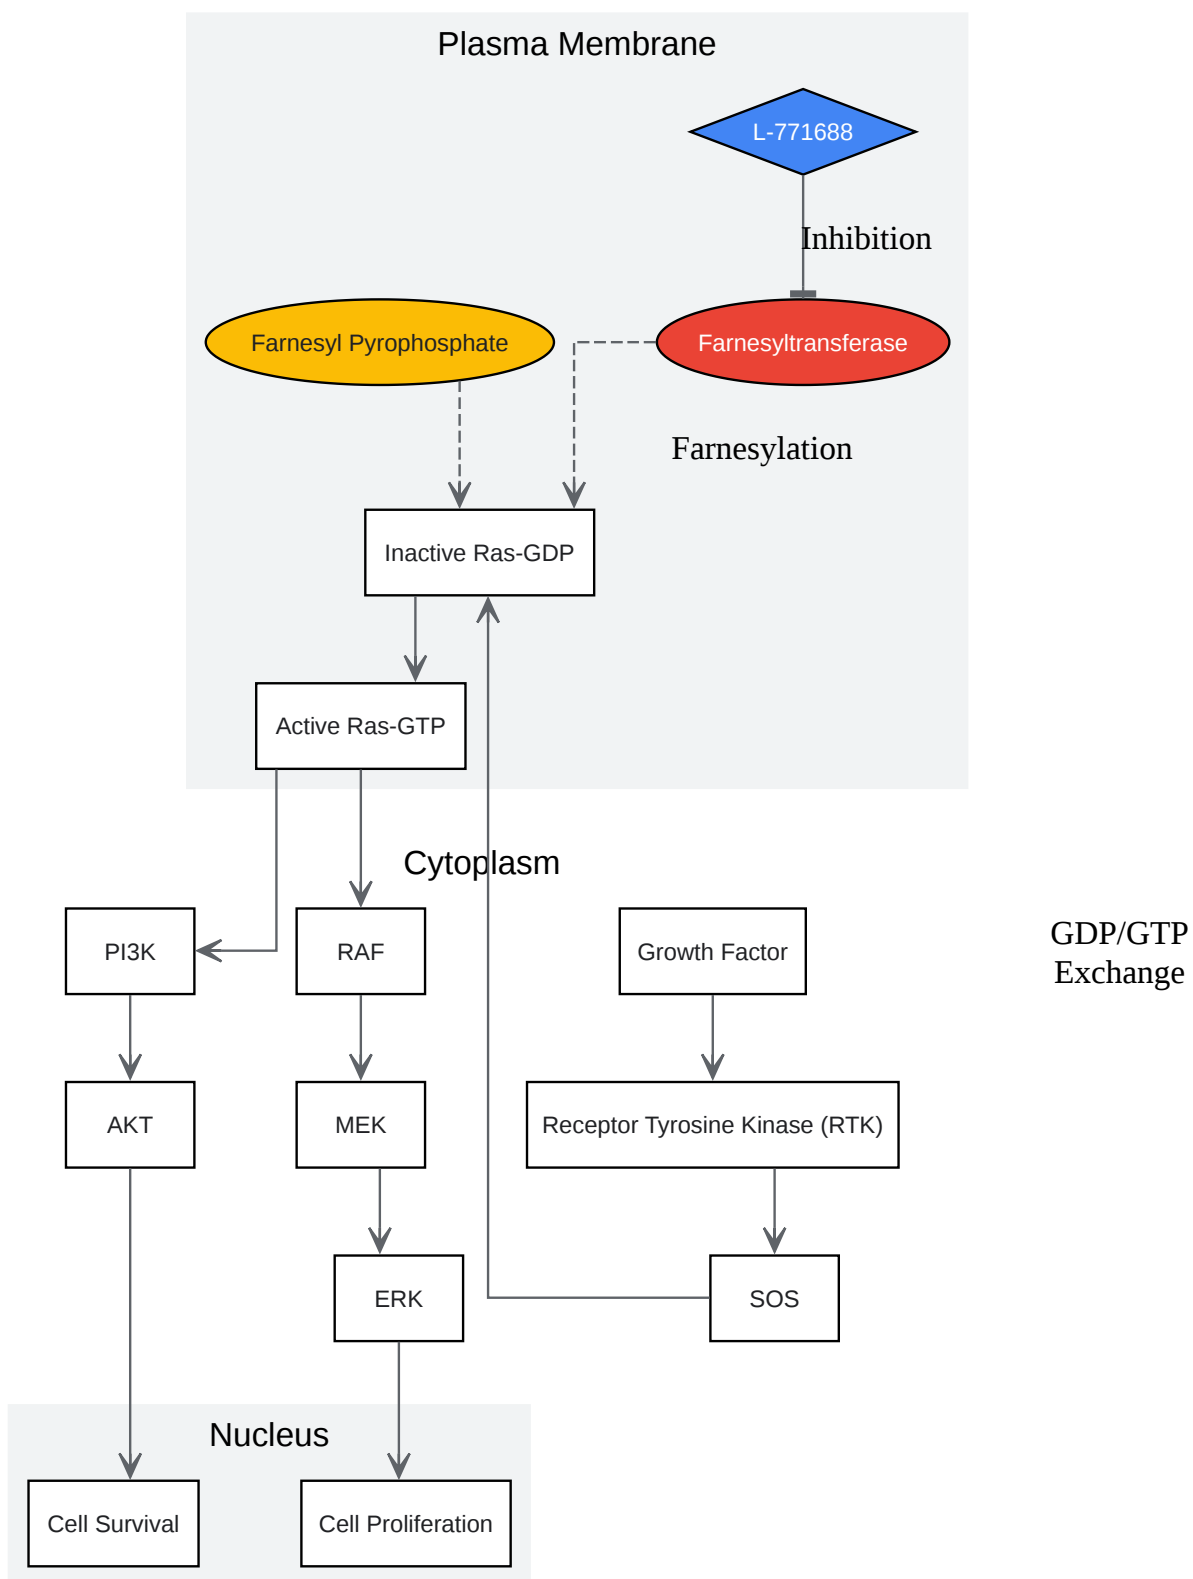 Plasma Membrane
L-771688
Inhibition
Farnesyl Pyrophosphate
Farnesyltransferase
Farnesylation
Inactive Ras-GDP
Active Ras-GTP
Cytoplasm
PI3K
RAF
Growth Factor
GDP/GTP
Exchange
AKT
MEK
Receptor Tyrosine Kinase (RTK)
ERK
SOS
Nucleus
Cell Survival
Cell Proliferation